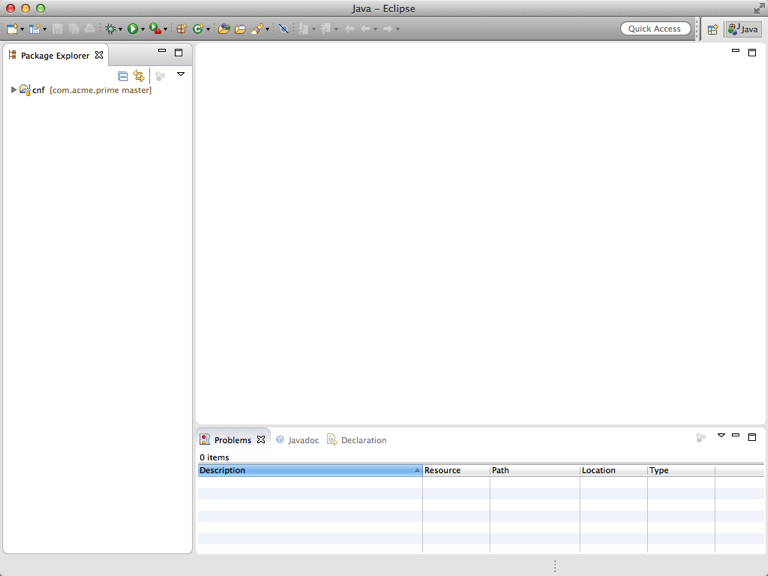 Java – Eclipse
Quick Access
Java
Package Explorer
cnf [com.acme.prime master]
Problems
Javadoc
Declaration
0 items
Description Resource Path Location Type